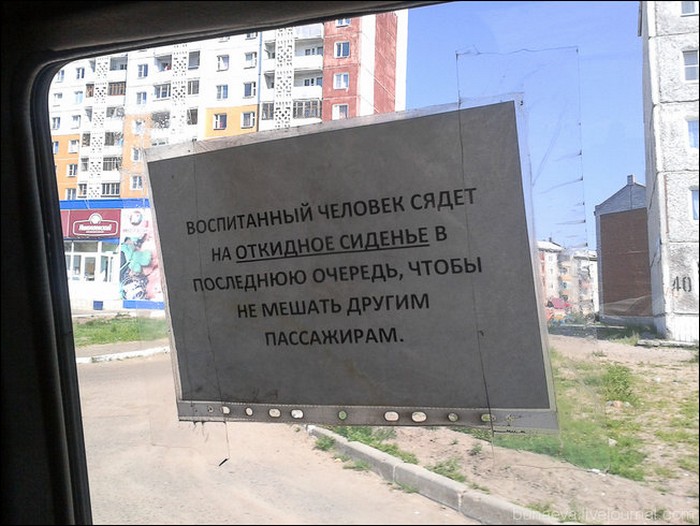 ВОСПИТАННЫЙ ЧЕЛОВЕК СЯДЕТ
НА ОТКИДНОЕ СИДЕНЬЕ В
ПОСЛЕДНЮЮ ОЧЕРЕДЬ, ЧТОБЫ
НЕ МЕШАТЬ ДРУГИМ
ПАССАЖИРАМ.
40